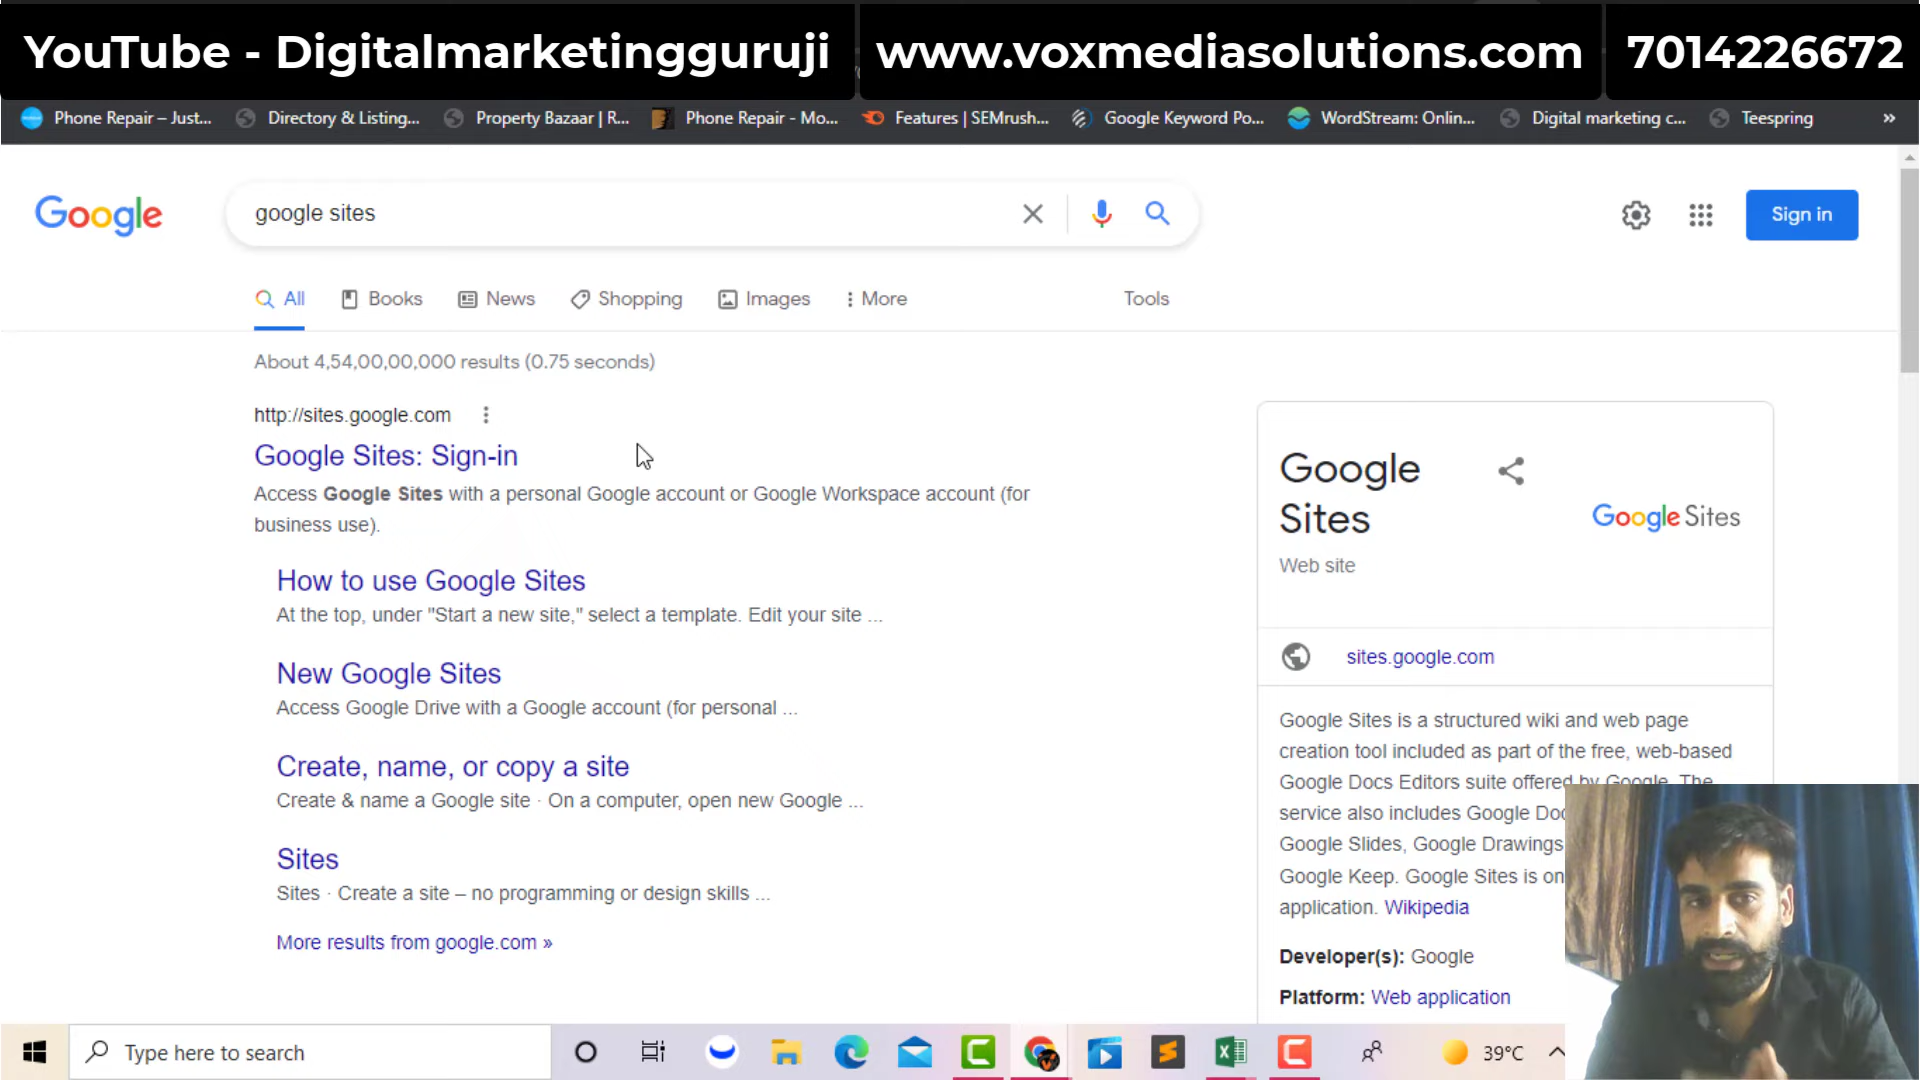 YouTube - Digitalmarketingguruji
www.voxmediasolutions.com
7014226672
Phone Repair – Just...
Directory & Listing...
Property Bazaar | R...
Phone Repair - Mo...
Features | SEMrush...
Google Keyword Po...
WordStream: Onlin...
Digital marketing c...
Teespring
»
Google
google sites
Sign in
All
Books
News
Shopping
Images
More
Tools
About 4,54,00,00,000 results (0.75 seconds)
http://sites.google.com
Google Sites: Sign-in
Access Google Sites with a personal Google account or Google Workspace account (for
business use).
How to use Google Sites
At the top, under "Start a new site," select a template. Edit your site ...
New Google Sites
Access Google Drive with a Google account (for personal ...
Create, name, or copy a site
Create & name a Google site · On a computer, open new Google ...
Sites
Sites · Create a site – no programming or design skills ...
More results from google.com »
Google
Sites
Google Sites
Web site
sites.google.com
Google Sites is a structured wiki and web page
creation tool included as part of the free, web-based
Google Docs Editors suite offered by Google. The
service also includes Google Doc
Google Slides, Google Drawings
Google Keep. Google Sites is on
application. Wikipedia
Developer(s): Google
Platform: Web application
Type here to search
39°C